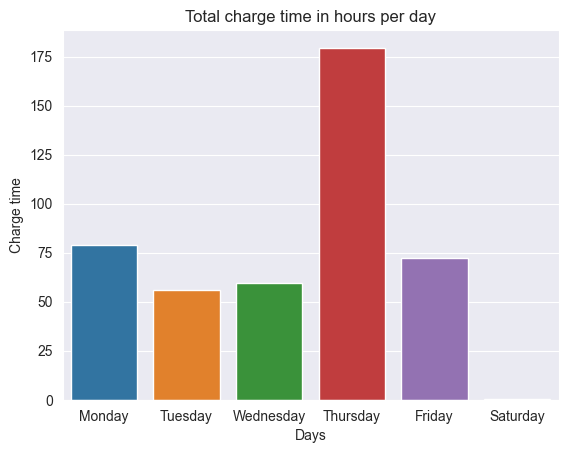 Total charge time in hours per day
Charge time
175
150
125
100
75
50
25
0
Monday Tuesday Wednesday Thursday Friday Saturday
Days